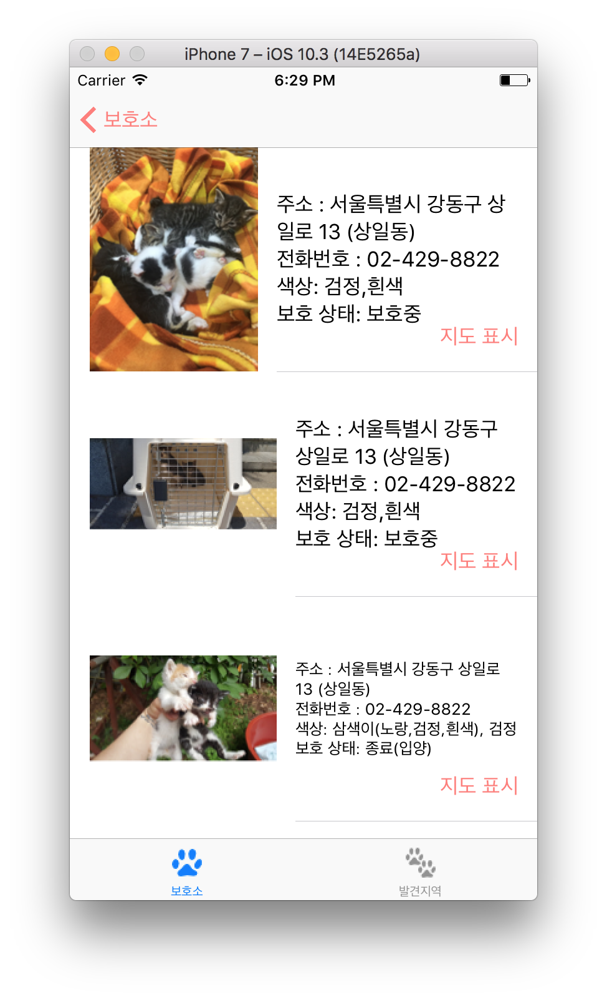 iPhone 7 – iOS 10.3 (14E5265a)
Carrier 6:29 PM
보호소
주소 : 서울특별시 강동구 상
일로 13 (상일동)
전화번호 : 02-429-8822
색상: 검정,흰색
보호 상태: 보호중
지도 표시
주소 : 서울특별시 강동구
상일로 13 (상일동)
전화번호 : 02-429-8822
색상: 검정,흰색
보호 상태: 보호중
지도 표시
주소 : 서울특별시 강동구 상일로
13 (상일동)
전화번호 : 02-429-8822
색상: 삼색이(노랑,검정,흰색), 검정
보호 상태: 종료(입양)
지도 표시
보호소
발견지역